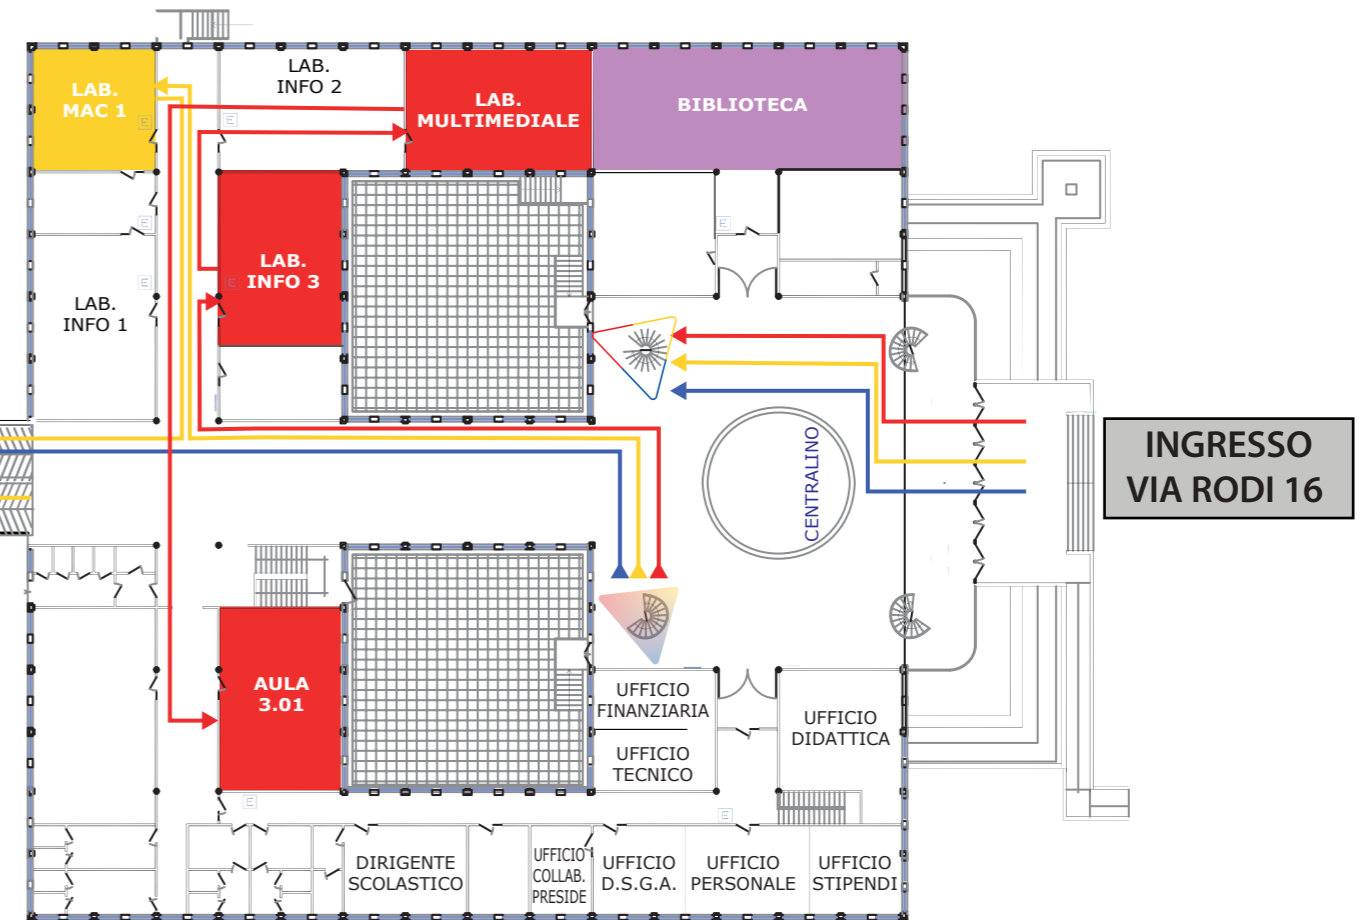 LAB.
INFO 2
LAB.
MAC 1
LAB.
MULTIMEDIALE
BIBLIOTECA
LAB.
INFO 3
LAB.
INFO 1
CENTRALINO
INGRESSO
VIA RODI 16
AULA
3.01
UFFICIO
FINANZIARIA
UFFICIO
TECNICO
UFFICIO
DIDATTICA
DIRIGENTE
SCOLASTICO
UFFICIO
COLLAB.
PRESIDE
UFFICIO
D.S.G.A.
UFFICIO
PERSONALE
UFFICIO
STIPENDI